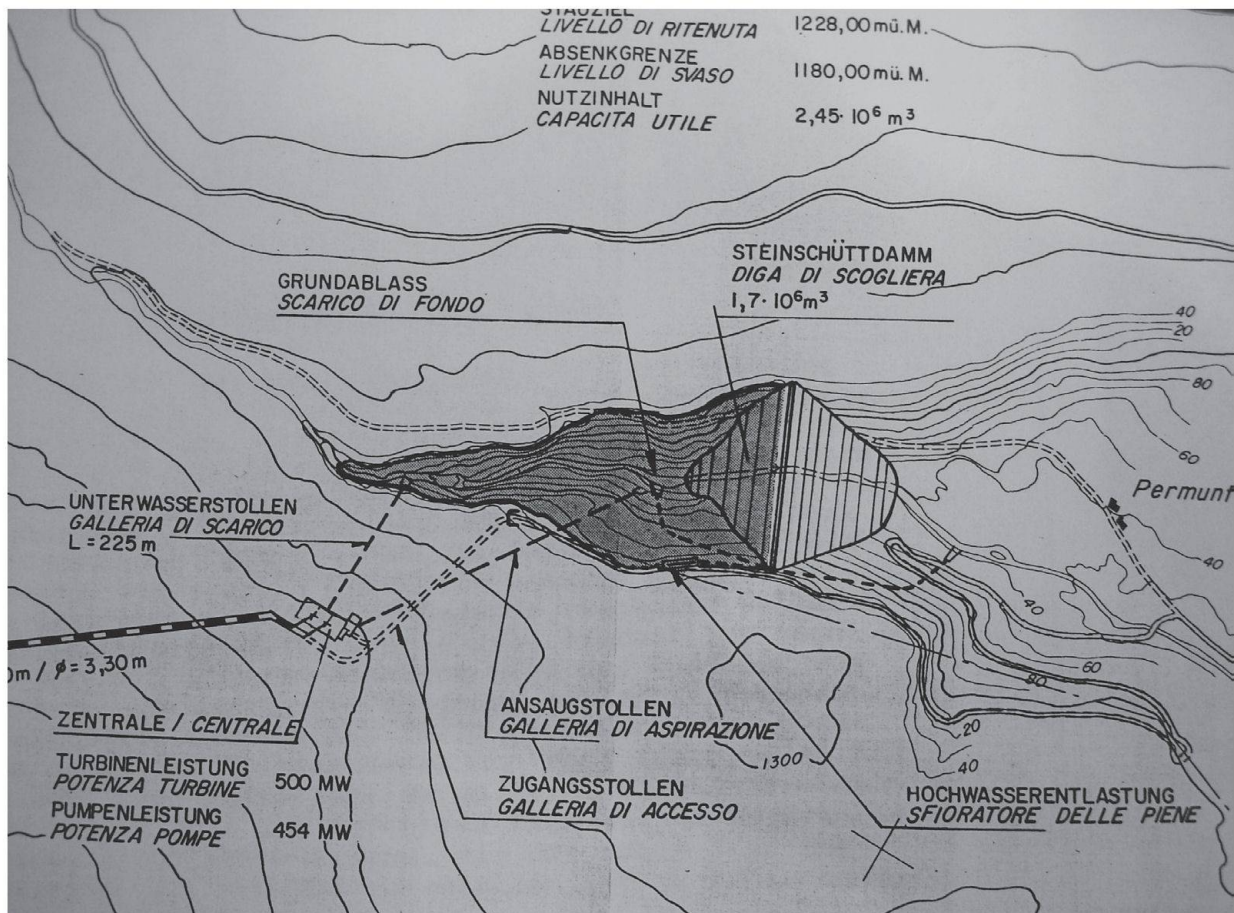 STAUZIEL
LIVELLO DI RITENUTA 1228,00 mü.M.
ABSENKGRENZE
LIVELLO DI SVASO 1180,00 mü.M.
NUTZINHALT
CAPACITA UTILE 2,45·10⁶ m³
GRUNDABLASS
SCARICO DI FONDO
STEINSCHÜTTDAMM
DIGA DI SCOGLIERA
1,7·10⁶m³
40
20
80
60
Permunt
40
UNTERWASSERSTOLLEN
GALLERIA DI SCARICO
L = 225 m
0m / ø = 3,30m
ZENTRALE / CENTRALE
TURBINENLEISTUNG
POTENZA TURBINE 500 MW
PUMPENLEISTUNG
POTENZA POMPE 454 MW
ANSAUGSTOLLEN
GALLERIA DI ASPIRAZIONE
ZUGANGSSTOLLEN
GALLERIA DI ACCESSO
1300
40
60
80
20
40
HOCHWASSERENTLASTUNG
SFIORATORE DELLE PIENE